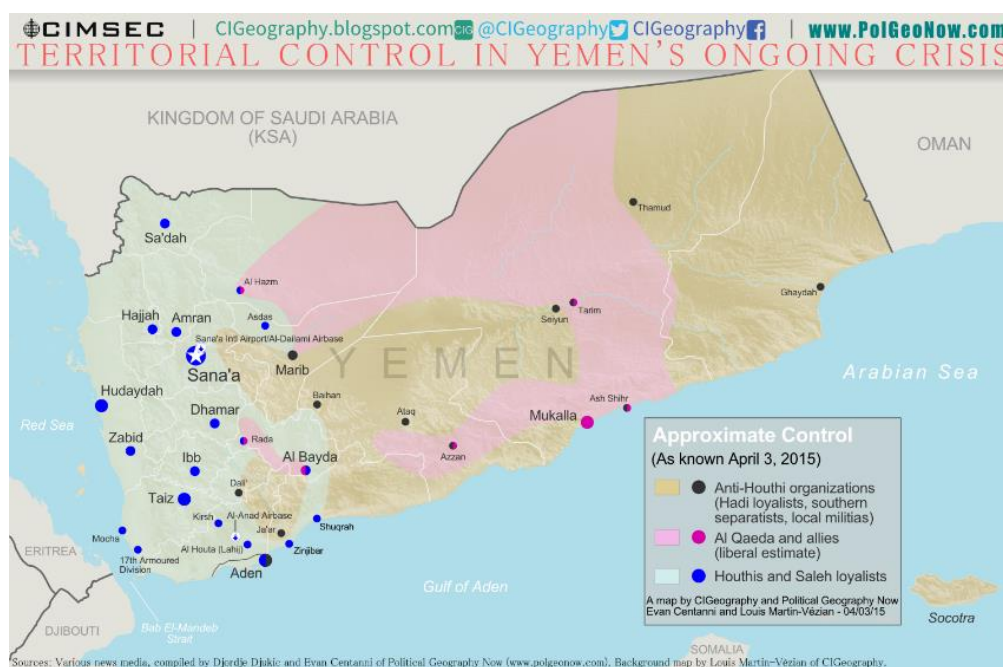 CIMSEC | CIGeography.blogspot.com CIG @CIGeography CIGeography | www.PolGeoNow.com
TERRITORIAL CONTROL IN YEMEN'S ONGOING CRISIS
KINGDOM OF SAUDI ARABIA
(KSA)
OMAN
Thamud
Sa'dah
Al Hazm
Ghaydah
Tarim
Seiyun
Hajjah
Amran
Asdas
Sana'a Intl Airport/Al-Dailami Airbase
Sana'a
Marib
YEMEN
Arabian Sea
Hudaydah
Baihan
Ash Shihr
Mukalla
Red Sea
Dhamar
Ataq
Zabid
Rada
Azzan
Ibb
Al Bayda
Taiz
Dali'
Al-Anad Airbase
Kirsh
Ja'ar
Shuqrah
Mocha
17th Armoured
Division
Al Houta (Lahij)
Zinjibar
Aden
ERITREA
Gulf of Aden
DJIBOUTI
Bab El-Mandeb
Strait
Socotra
SOMALIA
Approximate Control
(As known April 3, 2015)
Anti-Houthi organizations
(Hadi loyalists, southern
separatists, local militias)
Al Qaeda and allies
(liberal estimate)
Houthis and Saleh loyalists
A map by CIGeography and Political Geography Now
Evan Centanni and Louis Martin-Vézian - 04/03/15
Sources: Various news media, compiled by Djordje Djukic and Evan Centanni of Political Geography Now (www.polgeonow.com). Background map by Louis Martin-Vézian of CIGeography.